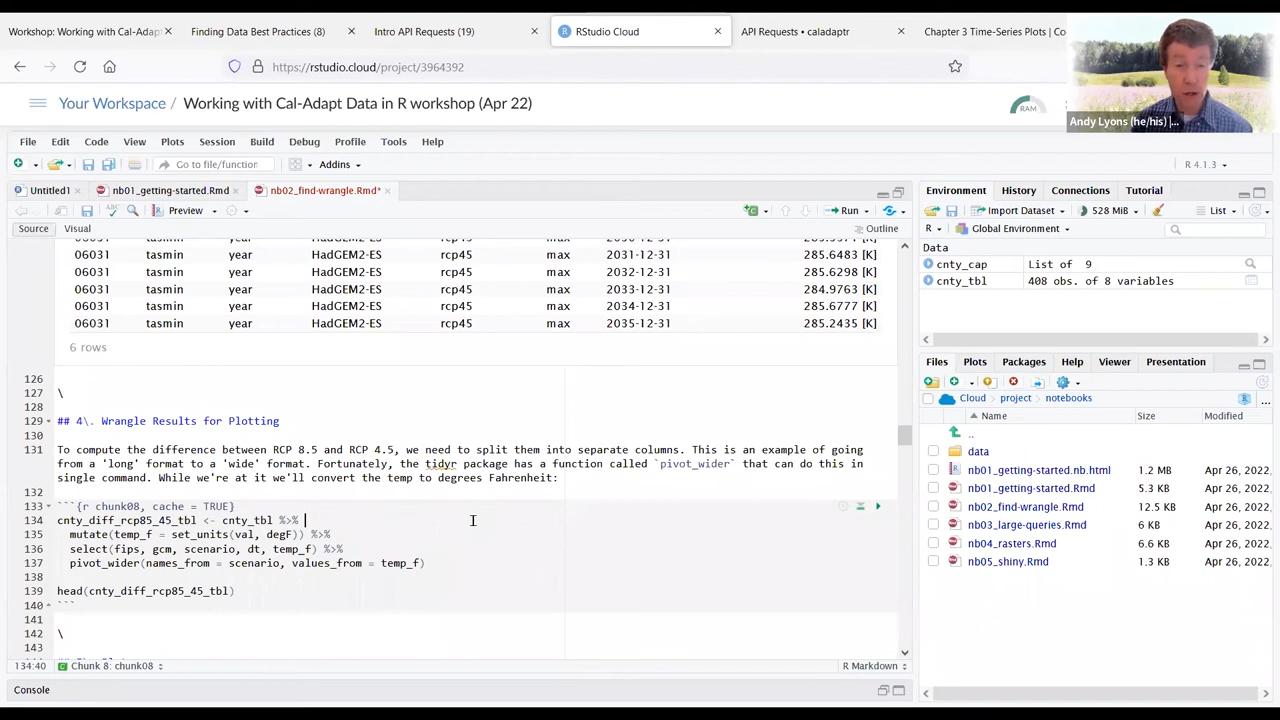 Workshop: Working with Cal-Adapt
Finding Data Best Practices (8)
Intro API Requests (19)
RStudio Cloud
API Requests • caladaptr
Chapter 3 Time-Series Plots | Co
https://rstudio.cloud/project/3964392
Your Workspace / Working with Cal-Adapt Data in R workshop (Apr 22)
RAM
Andy Lyons (he/his) |...
File Edit Code View Plots Session Build Debug Profile Tools Help
Go to file/function
Addins
R 4.1.3
Untitled1
nb01_getting-started.Rmd
nb02_find-wrangle.Rmd*
Preview
Run
Source Visual
Outline
06031 tasmin year HadGEM2-ES rcp45 max
06031 tasmin year HadGEM2-ES rcp45 max 2031-12-31 285.6483 [K]
06031 tasmin year HadGEM2-ES rcp45 max 2032-12-31 285.6298 [K]
06031 tasmin year HadGEM2-ES rcp45 max 2033-12-31 284.9763 [K]
06031 tasmin year HadGEM2-ES rcp45 max 2034-12-31 285.6777 [K]
06031 tasmin year HadGEM2-ES rcp45 max 2035-12-31 285.2435 [K]
6 rows
126
127 \
128
129 ## 4\. Wrangle Results for Plotting
130
131 To compute the difference between RCP 8.5 and RCP 4.5, we need to split them into separate columns. This is an example of going
from a 'long' format to a 'wide' format. Fortunately, the tidyr package has a function called `pivot_wider` that can do this in
single command. While we're at it we'll convert the temp to degrees Fahrenheit:
132
133 ```{r chunk08, cache = TRUE}
134 cnty_diff_rcp85_45_tbl <- cnty_tbl %>%
135 mutate(temp_f = set_units(val, degF)) %>%
136 select(fips, gcm, scenario, dt, temp_f) %>%
137 pivot_wider(names_from = scenario, values_from = temp_f)
138
139 head(cnty_diff_rcp85_45_tbl)
140 ```
141
142 \
143
134:40 Chunk 8: chunk08
R Markdown
Console
Environment History Connections Tutorial
Import Dataset 528 MiB List
R Global Environment
Data
cnty_cap List of 9
cnty_tbl 408 obs. of 8 variables
Files Plots Packages Help Viewer Presentation
Cloud project notebooks
...
Name Size Modified
..
data
nb01_getting-started.nb.html 1.2 MB Apr 26, 2022,
nb01_getting-started.Rmd 5.3 KB Apr 26, 2022,
nb02_find-wrangle.Rmd 12.5 KB Apr 26, 2022,
nb03_large-queries.Rmd 6 KB Apr 26, 2022,
nb04_rasters.Rmd 6.6 KB Apr 26, 2022,
nb05_shiny.Rmd 1.3 KB Apr 26, 2022,